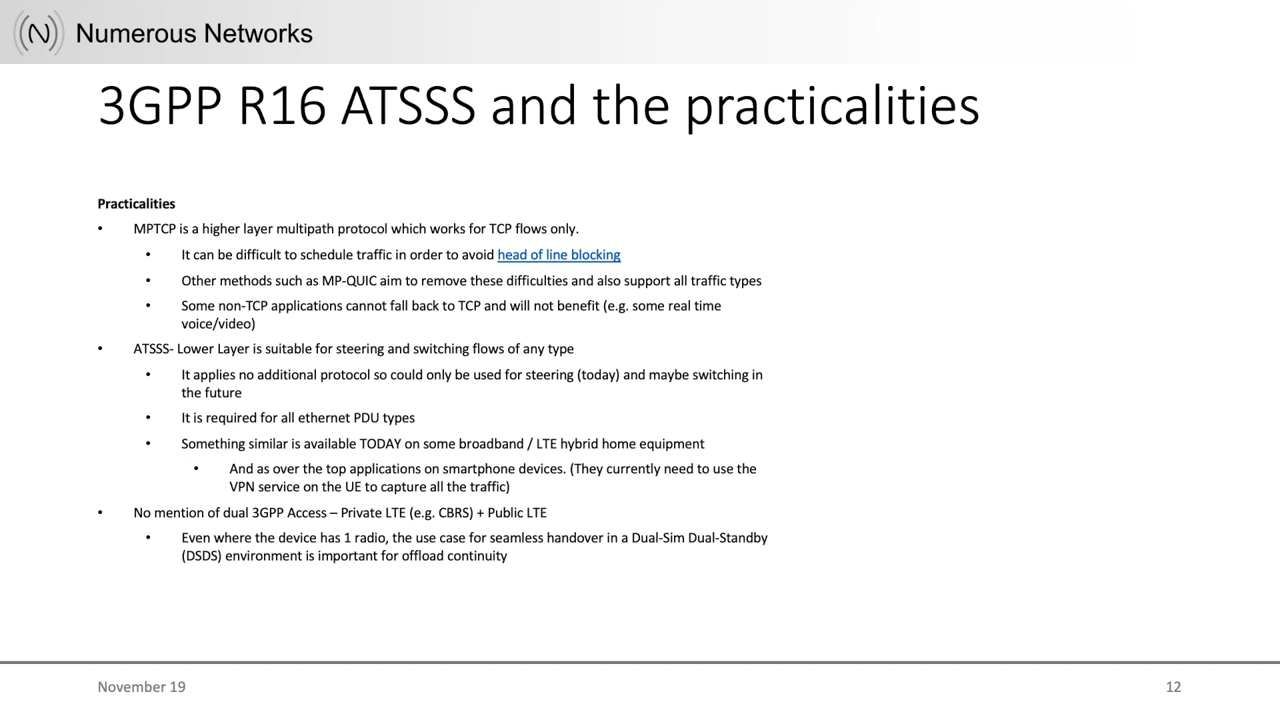 (N) Numerous Networks
3GPP R16 ATSSS and the practicalities
Practicalities
• MPTCP is a higher layer multipath protocol which works for TCP flows only.
• It can be difficult to schedule traffic in order to avoid head of line blocking
• Other methods such as MP-QUIC aim to remove these difficulties and also support all traffic types
• Some non-TCP applications cannot fall back to TCP and will not benefit (e.g. some real time
voice/video)
• ATSSS- Lower Layer is suitable for steering and switching flows of any type
• It applies no additional protocol so could only be used for steering (today) and maybe switching in
the future
• It is required for all ethernet PDU types
• Something similar is available TODAY on some broadband / LTE hybrid home equipment
• And as over the top applications on smartphone devices. (They currently need to use the
VPN service on the UE to capture all the traffic)
• No mention of dual 3GPP Access – Private LTE (e.g. CBRS) + Public LTE
• Even where the device has 1 radio, the use case for seamless handover in a Dual-Sim Dual-Standby
(DSDS) environment is important for offload continuity
November 19
12